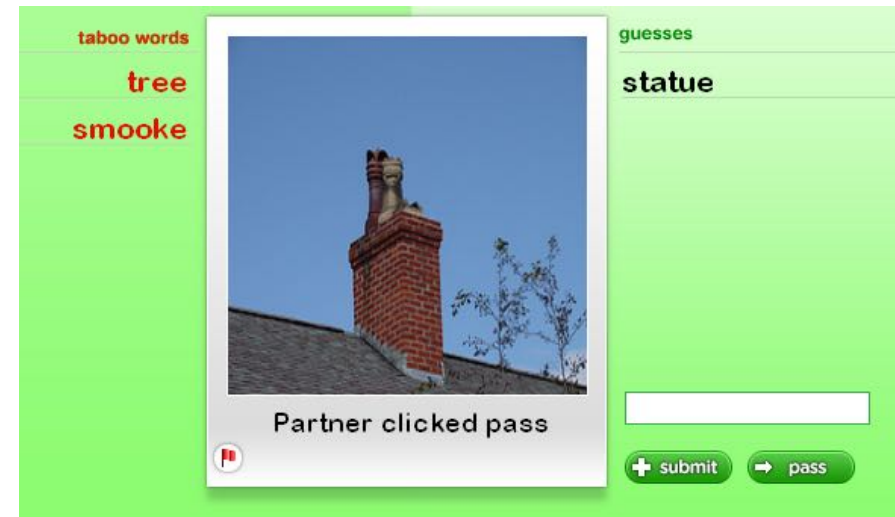 taboo words
tree
smooke
Partner clicked pass
guesses
statue
submit
pass